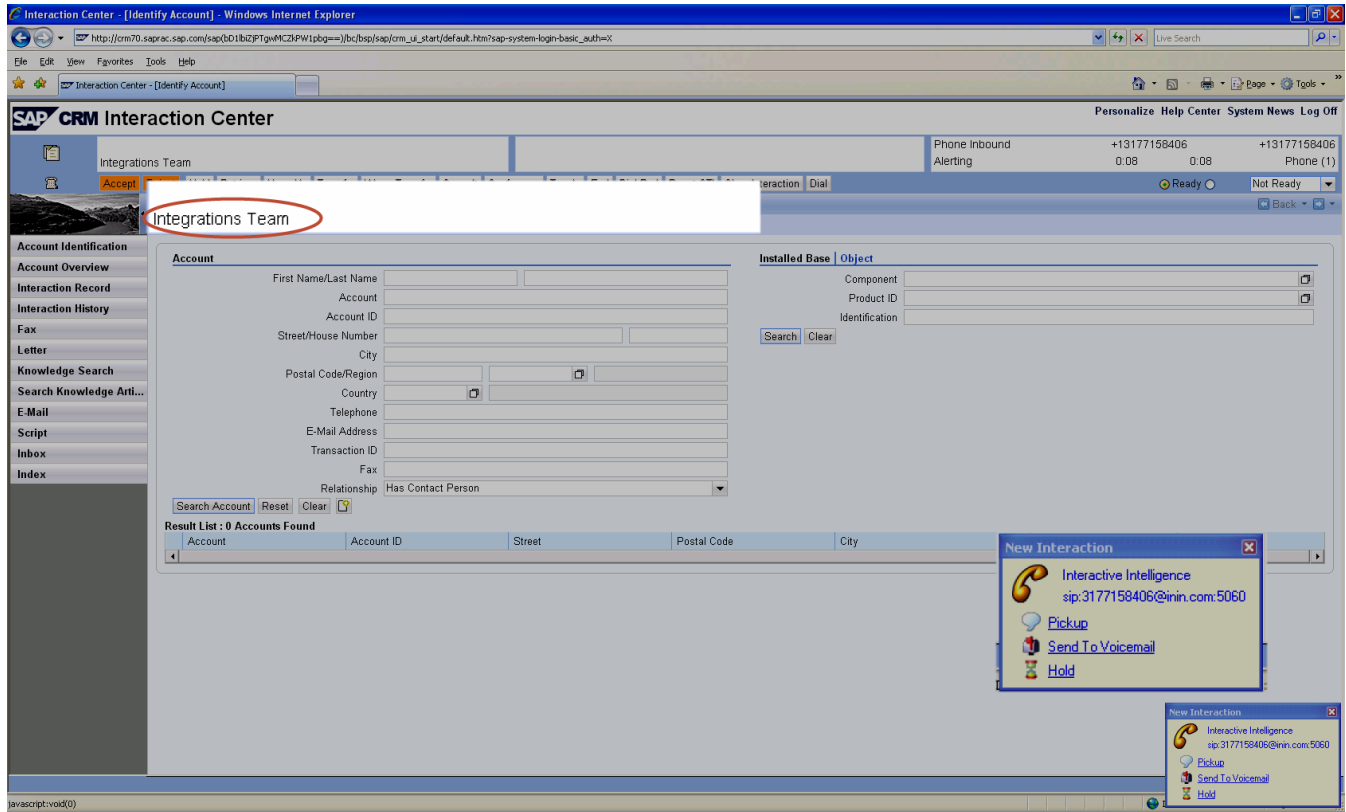 Interaction Center - [Identify Account] - Windows Internet Explorer
http://crm70.saprac.sap.com/sap(bD1lbiZjPTgwMCZkPW1pbg==)/bc/bsp/sap/crm_ui_start/default.htm?sap-system-login-basic_auth=X
Live Search
File Edit View Favorites Tools Help
Interaction Center - [Identify Account]
Page Tools
SAP CRM Interaction Center
Personalize Help Center System News Log Off
Integrations Team
Phone Inbound +13177158406 +13177158406
Alerting 0:08 0:08 Phone (1)
Accept
Interaction Dial
Ready Not Ready
Integrations Team
Back
Account Identification
Account Overview
Interaction Record
Interaction History
Fax
Letter
Knowledge Search
Search Knowledge Arti...
E-Mail
Script
Inbox
Index
Account
First Name/Last Name
Account
Account ID
Street/House Number
City
Postal Code/Region
Country
Telephone
E-Mail Address
Transaction ID
Fax
Relationship Has Contact Person
Search Account Reset Clear
Installed Base Object
Component
Product ID
Identification
Search Clear
Result List : 0 Accounts Found
Account Account ID Street Postal Code City
New Interaction
Interactive Intelligence
sip:3177158406@inin.com:5060
Pickup
Send To Voicemail
Hold
New Interaction
Interactive Intelligence
sip:3177158406@inin.com:5060
Pickup
Send To Voicemail
Hold
javascript:void(0)